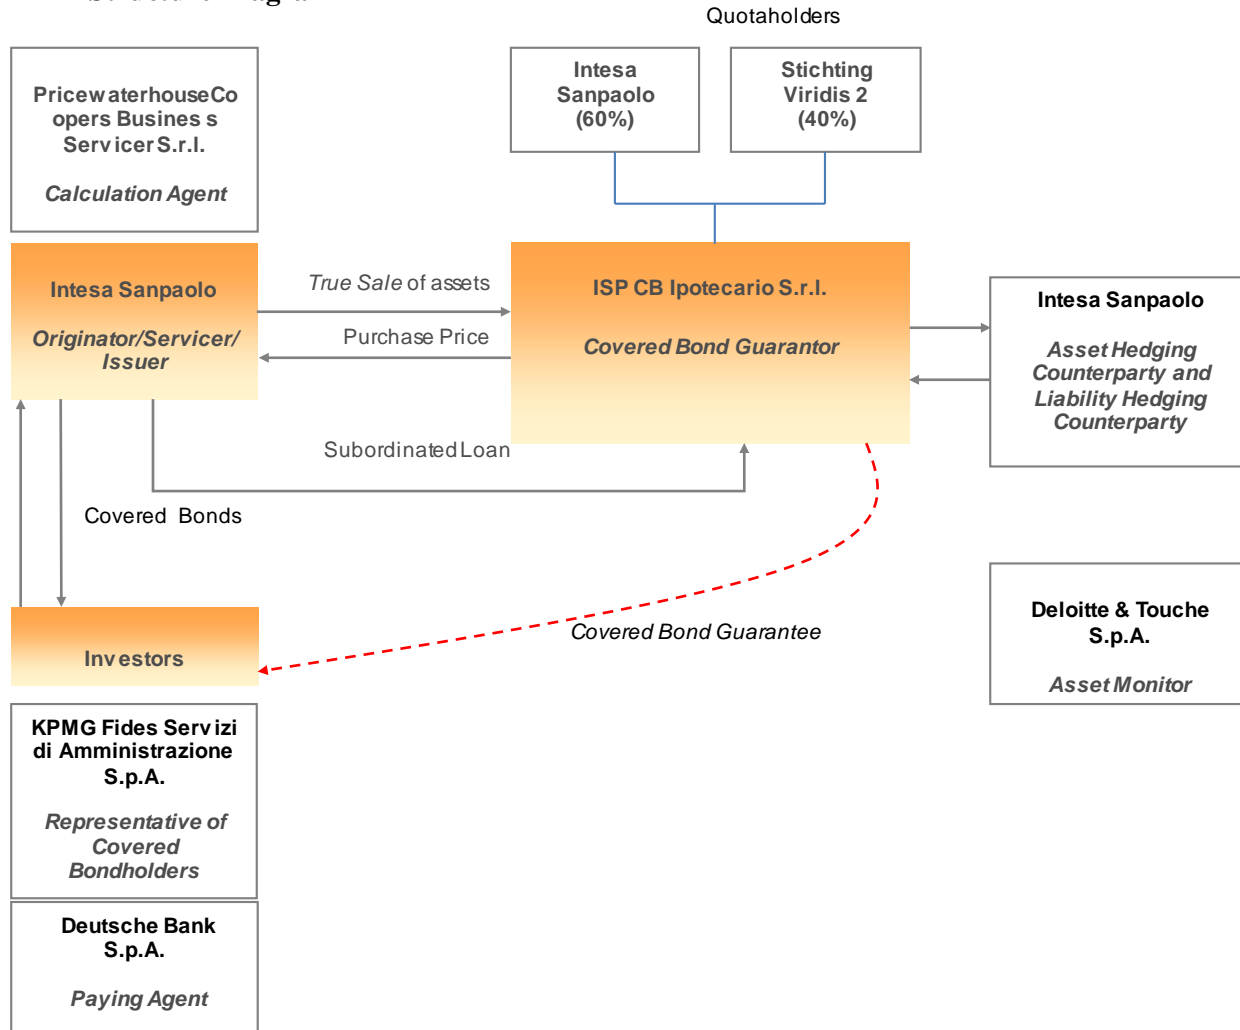 Quotaholders
PricewaterhouseCo
opers Business
Servicer S.r.l.
Calculation Agent
Intesa
Sanpaolo
(60%)
Stichting
Viridis 2
(40%)
Intesa Sanpaolo
Originator/Servicer/
Issuer
True Sale of assets
Purchase Price
ISP CB Ipotecario S.r.l.
Covered Bond Guarantor
Intesa Sanpaolo
Asset Hedging
Counterparty and
Liability Hedging
Counterparty
Subordinated Loan
Covered Bonds
Investors
Covered Bond Guarantee
Deloitte & Touche
S.p.A.
Asset Monitor
KPMG Fides Servizi
di Amministrazione
S.p.A.
Representative of
Covered
Bondholders
Deutsche Bank
S.p.A.
Paying Agent